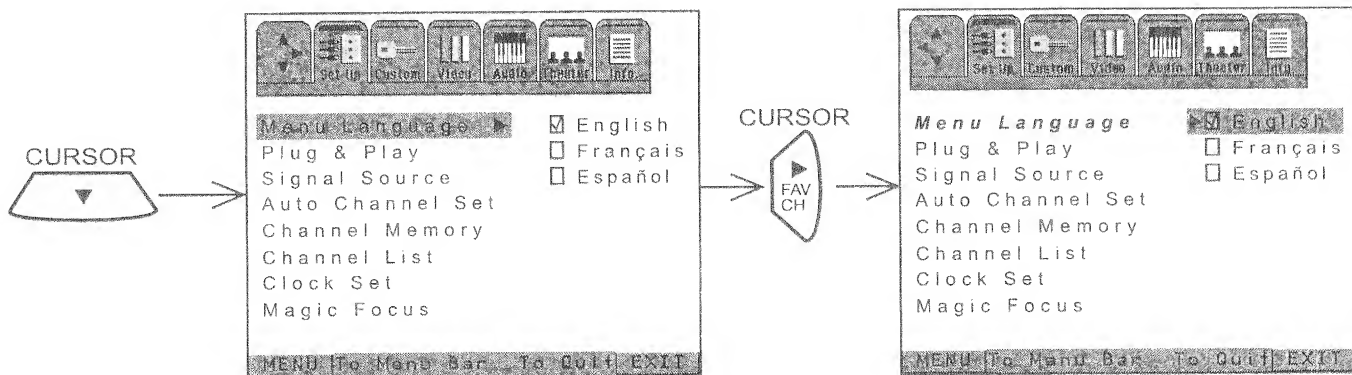 CURSOR
▼
Set Up Custom Video Audio Theater Info
Menu Language ▶ ☑ English
Plug & Play ☐ Français
Signal Source ☐ Español
Auto Channel Set
Channel Memory
Channel List
Clock Set
Magic Focus
MENU To Menu Bar To Quit EXIT
CURSOR
▶
FAV
CH
Set Up Custom Video Audio Theater Info
Menu Language ▶ ☑ English
Plug & Play ☐ Français
Signal Source ☐ Español
Auto Channel Set
Channel Memory
Channel List
Clock Set
Magic Focus
MENU To Menu Bar To Quit EXIT